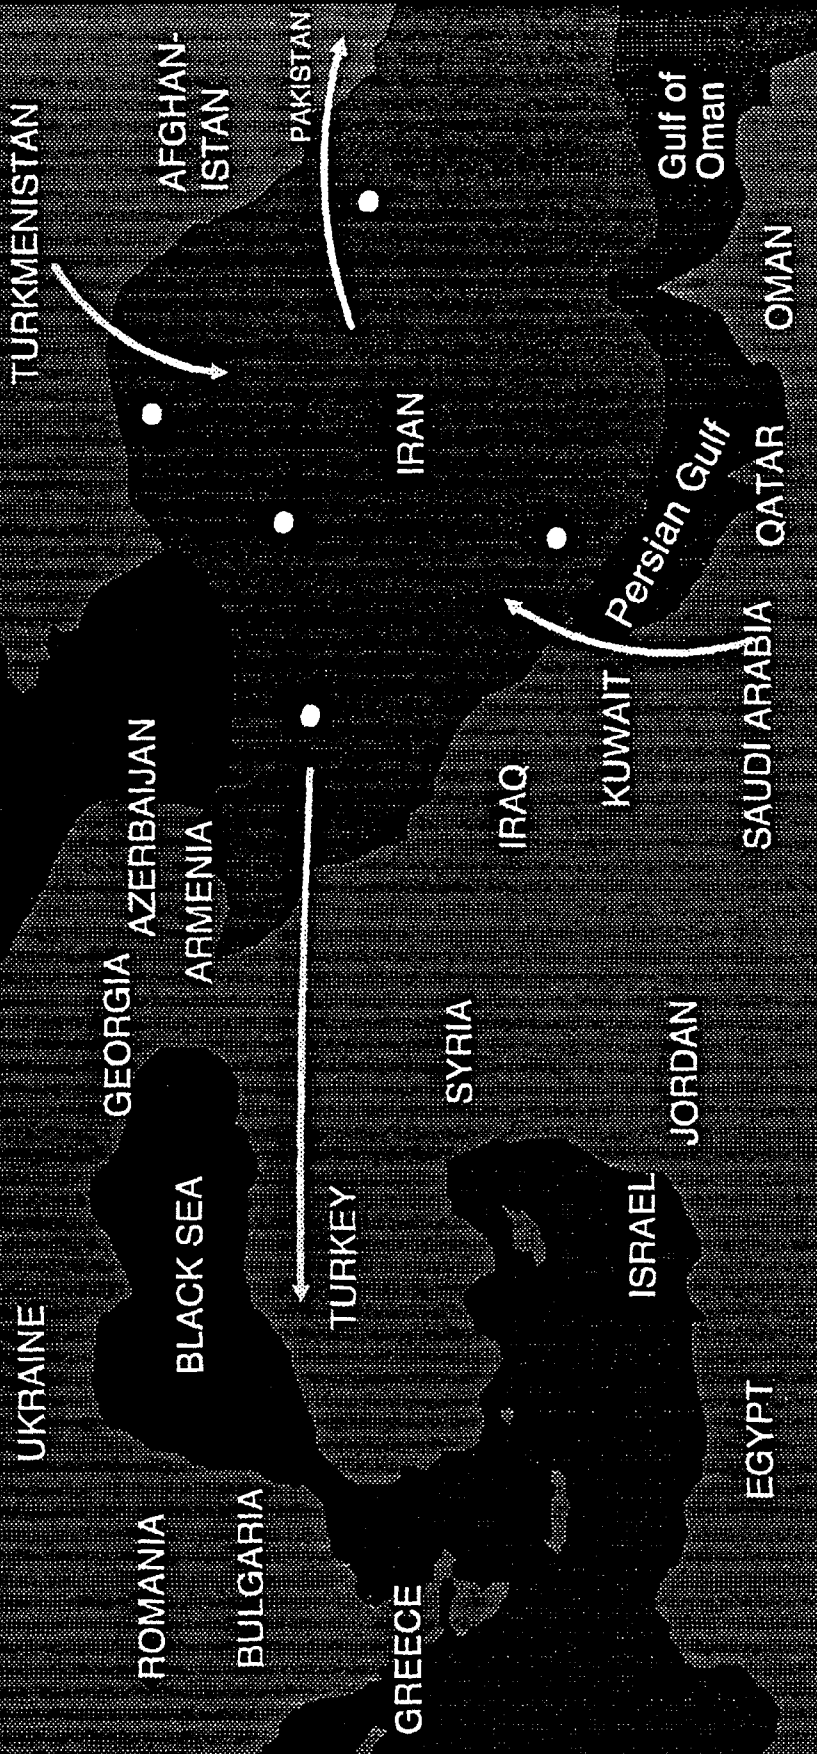 UKRAINE
ROMANIA
BULGARIA
GREECE
BLACK SEA
GEORGIA
AZERBAIJAN
ARMENIA
TURKEY
TURKMENISTAN
AFGHAN-
ISTAN
PAKISTAN
IRAN
SYRIA
IRAQ
ISRAEL
JORDAN
KUWAIT
EGYPT
SAUDI ARABIA
Persian Gulf
QATAR
OMAN
Gulf of
Oman